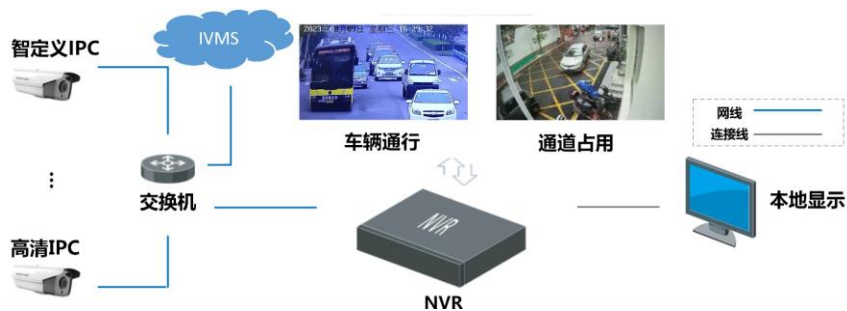 智定义IPC
IVMS
车辆通行
通道占用
网线
连接线
交换机
本地显示
高清IPC
NVR
NVR